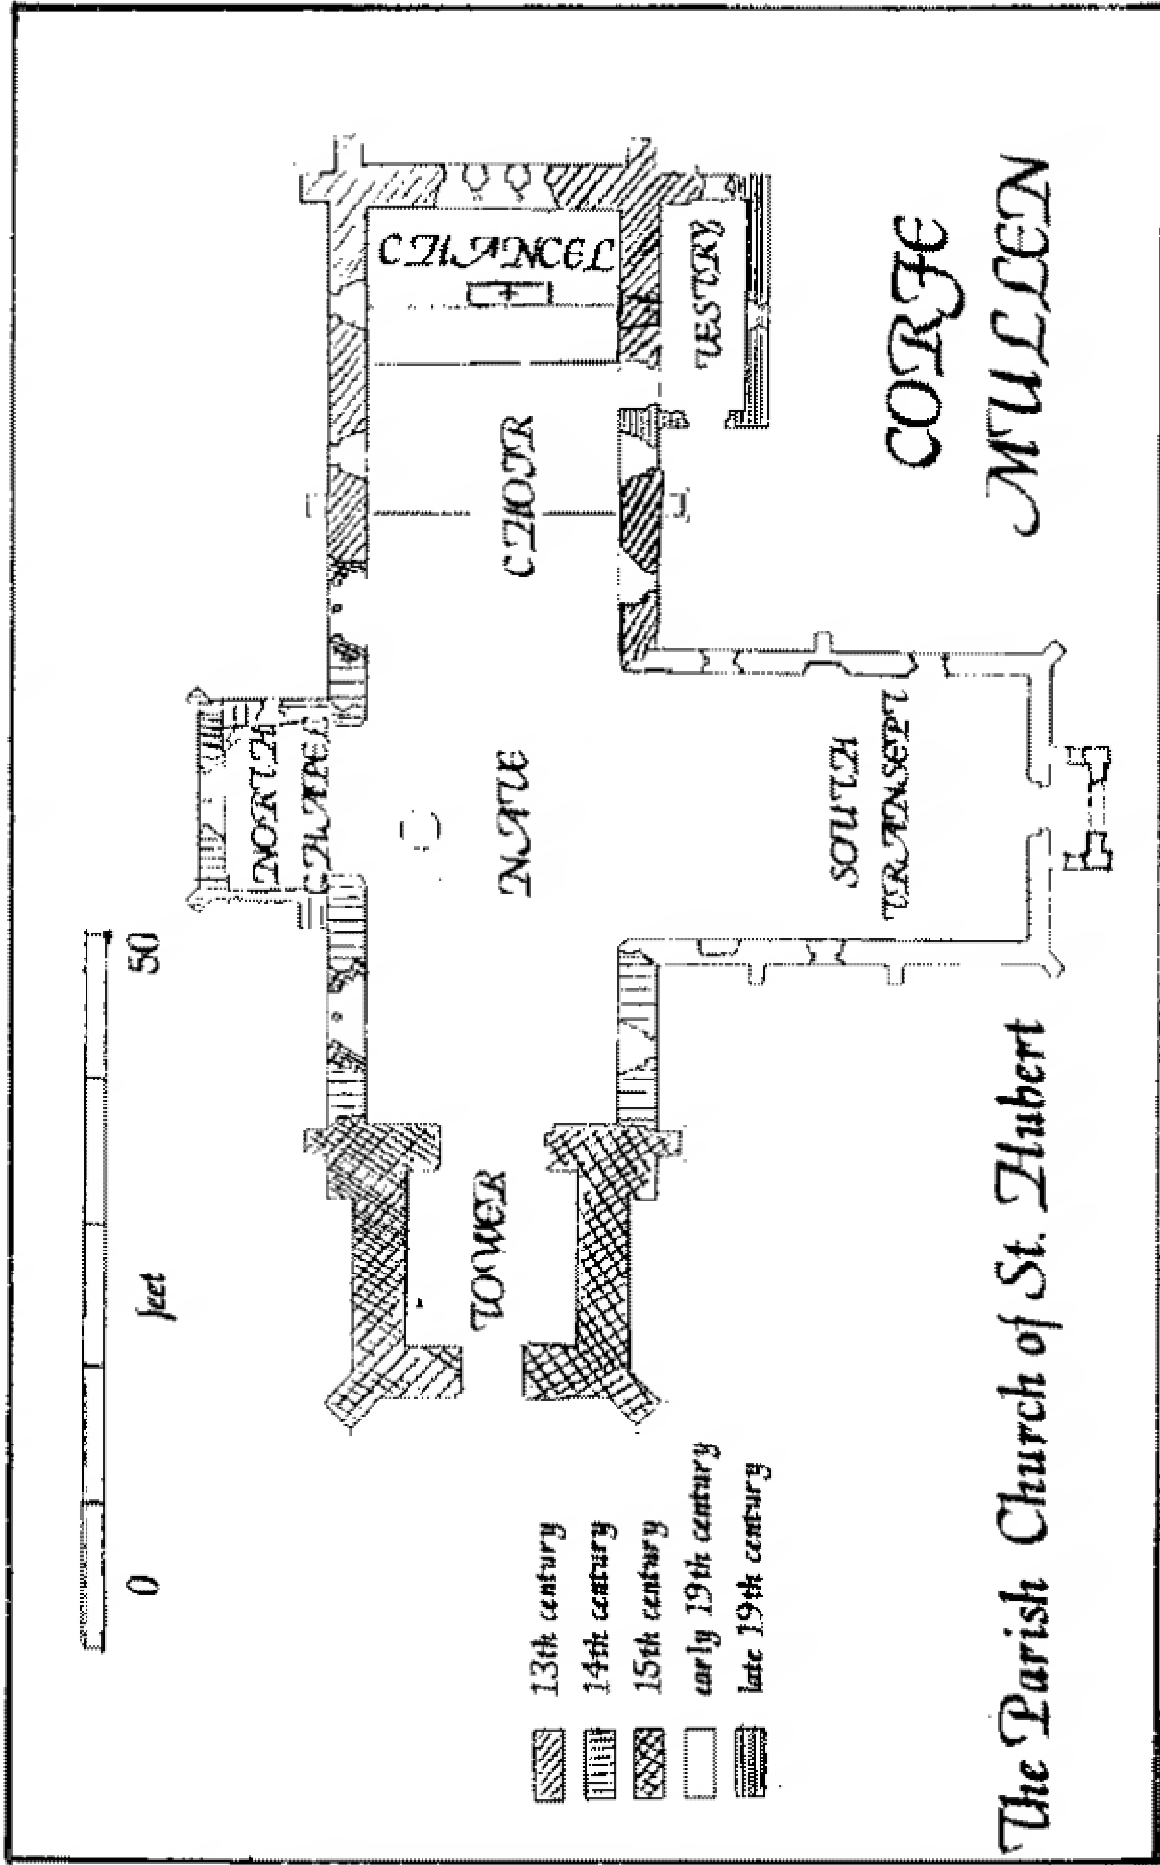 0 feet 50
NORTH
CHAPEL
TOWER
NAVE
CHOIR
CHANCEL
VESTRY
SOUTH
TRANSEPT
13th century
14th century
15th century
early 19th century
late 19th century
CORFE
MULLEN
The Parish Church of St. Hubert